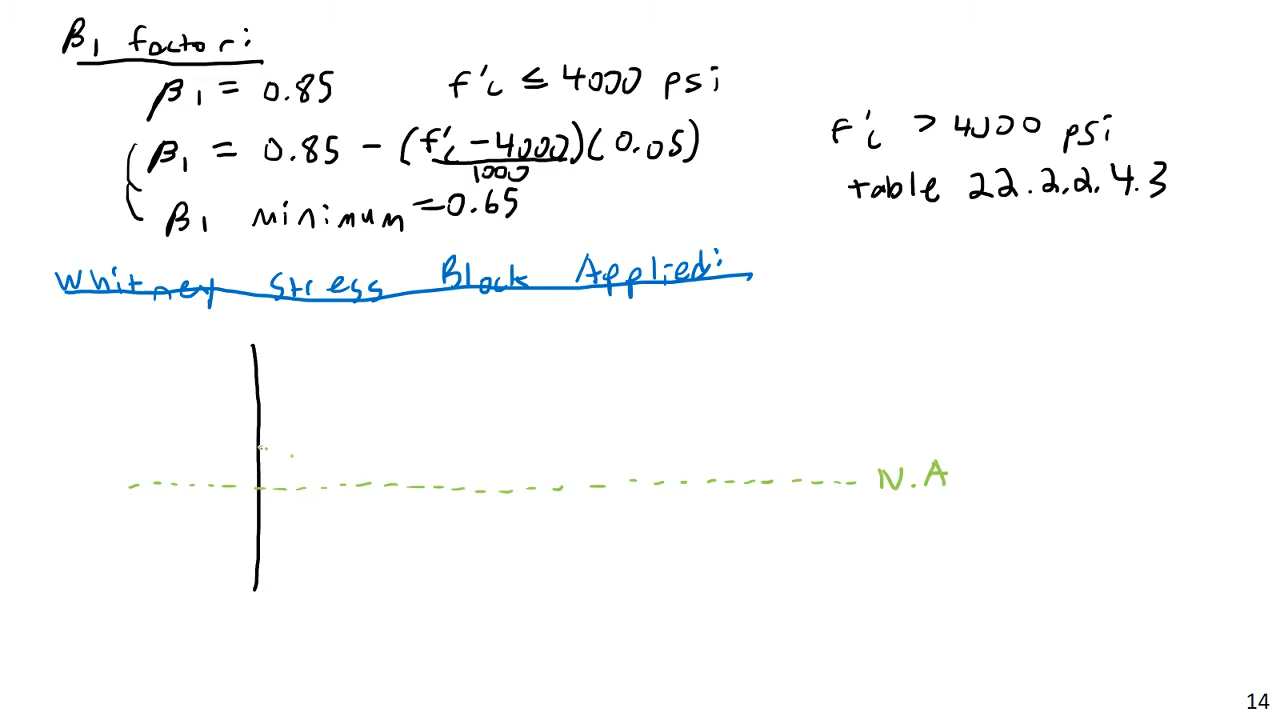 β1 factor:
β1 = 0.85 f'c ≤ 4000 psi
β1 = 0.85 - (f'c - 4000)(0.05)
1000
β1 minimum = 0.65
f'c > 4000 psi
table 22.2.2.4.3
Whitney Stress Block Applied:
N.A
14